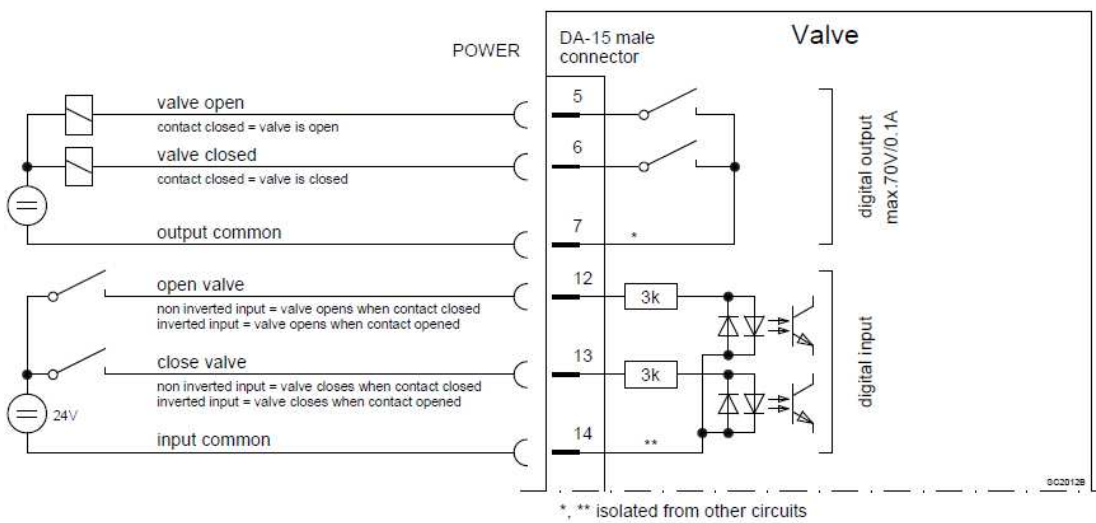 Valve
POWER
DA-15 male
connector
valve open
contact closed = valve is open
5
valve closed
contact closed = valve is closed
6
output common
7
*
digital output
max.70V/0.1A
open valve
non inverted input = valve opens when contact closed
inverted input = valve opens when contact opened
12
3k
close valve
non inverted input = valve closes when contact closed
inverted input = valve closes when contact opened
13
3k
24V
input common
14
**
digital input
SC2012B
*, ** isolated from other circuits